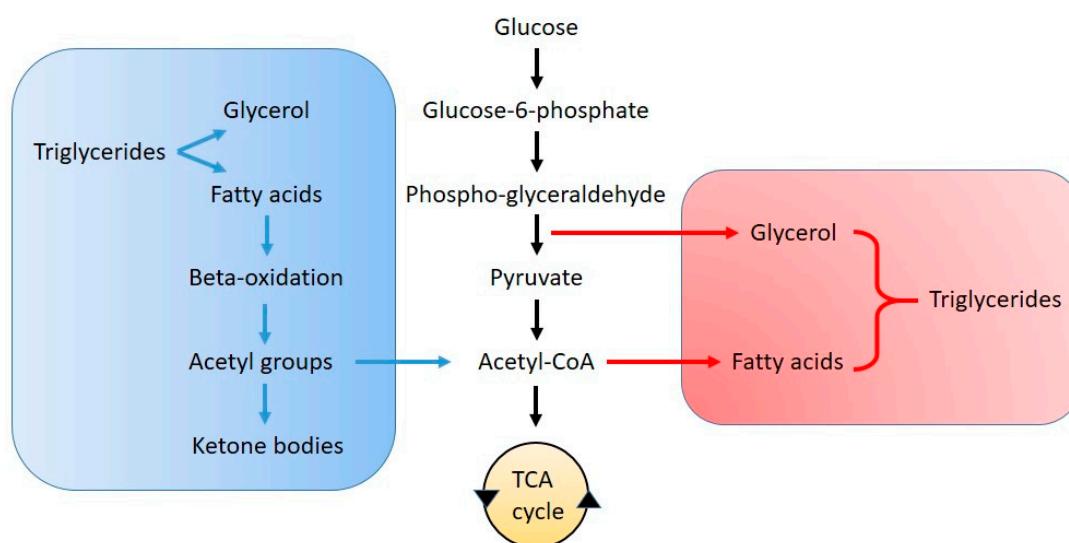 Glucose
Glucose-6-phosphate
Phospho-glyceraldehyde
Pyruvate
Acetyl-CoA
TCA
cycle
Triglycerides
Glycerol
Fatty acids
Beta-oxidation
Acetyl groups
Ketone bodies
Glycerol
Fatty acids
Triglycerides